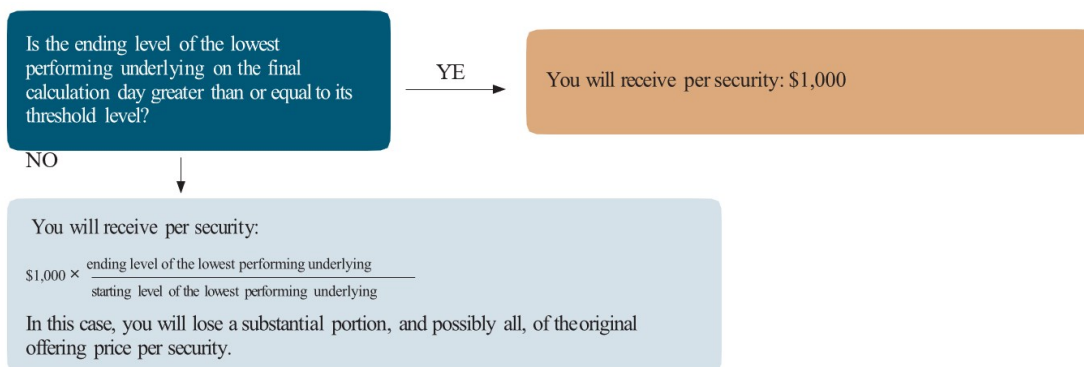 Is the ending level of the lowest
performing underlying on the final
calculation day greater than or equal to its
threshold level?
YE
You will receive per security: $1,000
NO
You will receive per security:
$1,000 × ending level of the lowest performing underlying
starting level of the lowest performing underlying
In this case, you will lose a substantial portion, and possibly all, of theoriginal
offering price per security.